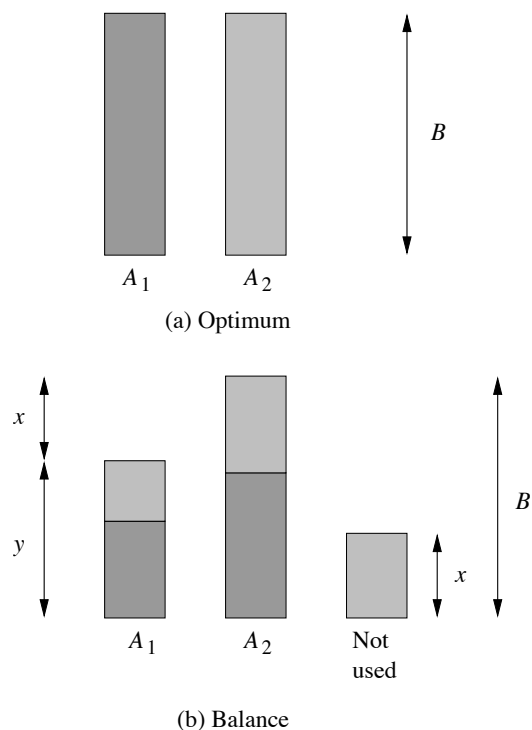 B
A1 A2
(a) Optimum
x
B
y
x
A1 A2 Not
used
(b) Balance